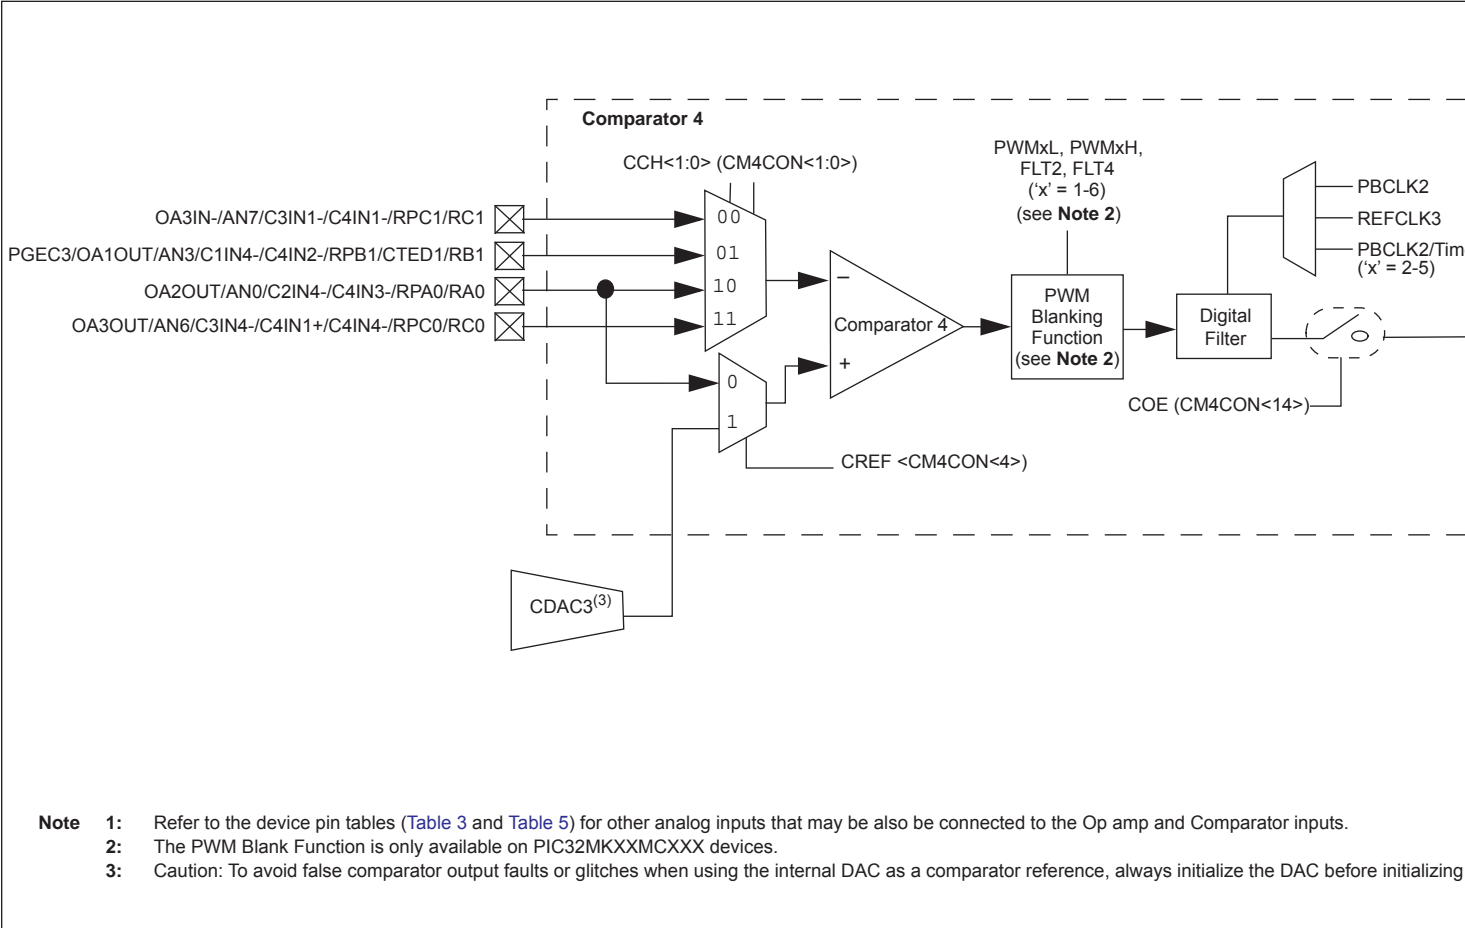 Comparator 4
CCH<1:0> (CM4CON<1:0>)
PWMxL, PWMxH,
FLT2, FLT4
(‘x’ = 1-6)
(see Note 2)
PBCLK2
REFCLK3
PBCLK2/Tim
(‘x’ = 2-5)
OA3IN-/AN7/C3IN1-/C4IN1-/RPC1/RC1
00
PGEC3/OA1OUT/AN3/C1IN4-/C4IN2-/RPB1/CTED1/RB1
01
OA2OUT/AN0/C2IN4-/C4IN3-/RPA0/RA0
10
OA3OUT/AN6/C3IN4-/C4IN1+/C4IN4-/RPC0/RC0
11
–
Comparator 4
+
PWM
Blanking
Function
(see Note 2)
Digital
Filter
0
1
COE (CM4CON<14>)
CREF <CM4CON<4>)
CDAC3(3)
Note 1: Refer to the device pin tables (Table 3 and Table 5) for other analog inputs that may be also be connected to the Op amp and Comparator inputs.
2: The PWM Blank Function is only available on PIC32MKXXMCXXX devices.
3: Caution: To avoid false comparator output faults or glitches when using the internal DAC as a comparator reference, always initialize the DAC before initializing